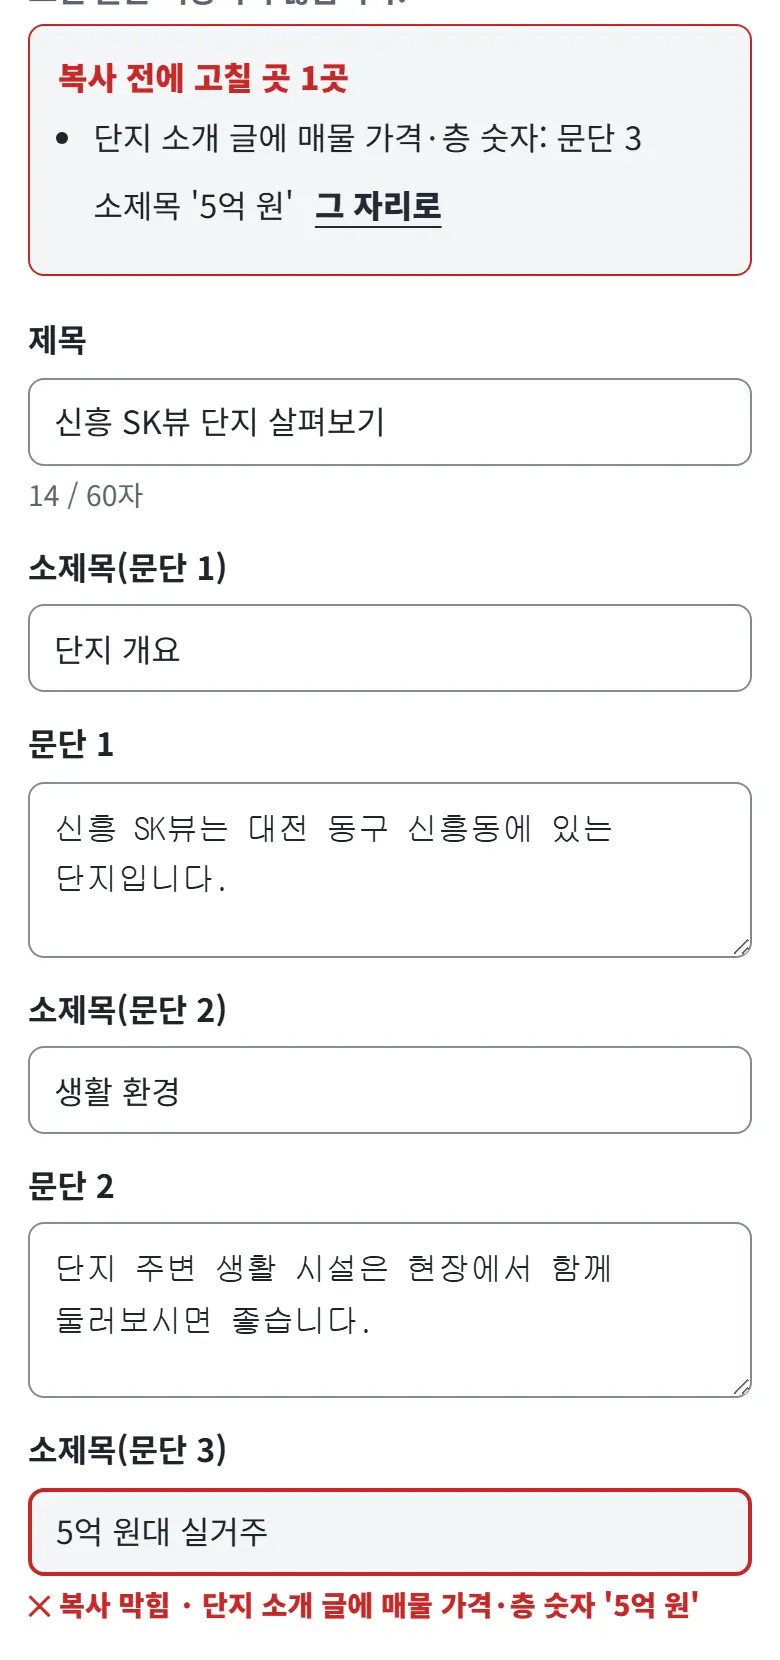 복사 전에 고칠 곳 1곳
• 단지 소개 글에 매물 가격·층 숫자: 문단 3
소제목 '5억 원' 그 자리로
제목
신흥 SK뷰 단지 살펴보기
14 / 60자
소제목(문단 1)
단지 개요
문단 1
신흥 SK뷰는 대전 동구 신흥동에 있는
단지입니다.
소제목(문단 2)
생활 환경
문단 2
단지 주변 생활 시설은 현장에서 함께
둘러보시면 좋습니다.
소제목(문단 3)
5억 원대 실거주
× 복사 막힘 · 단지 소개 글에 매물 가격·층 숫자 '5억 원'